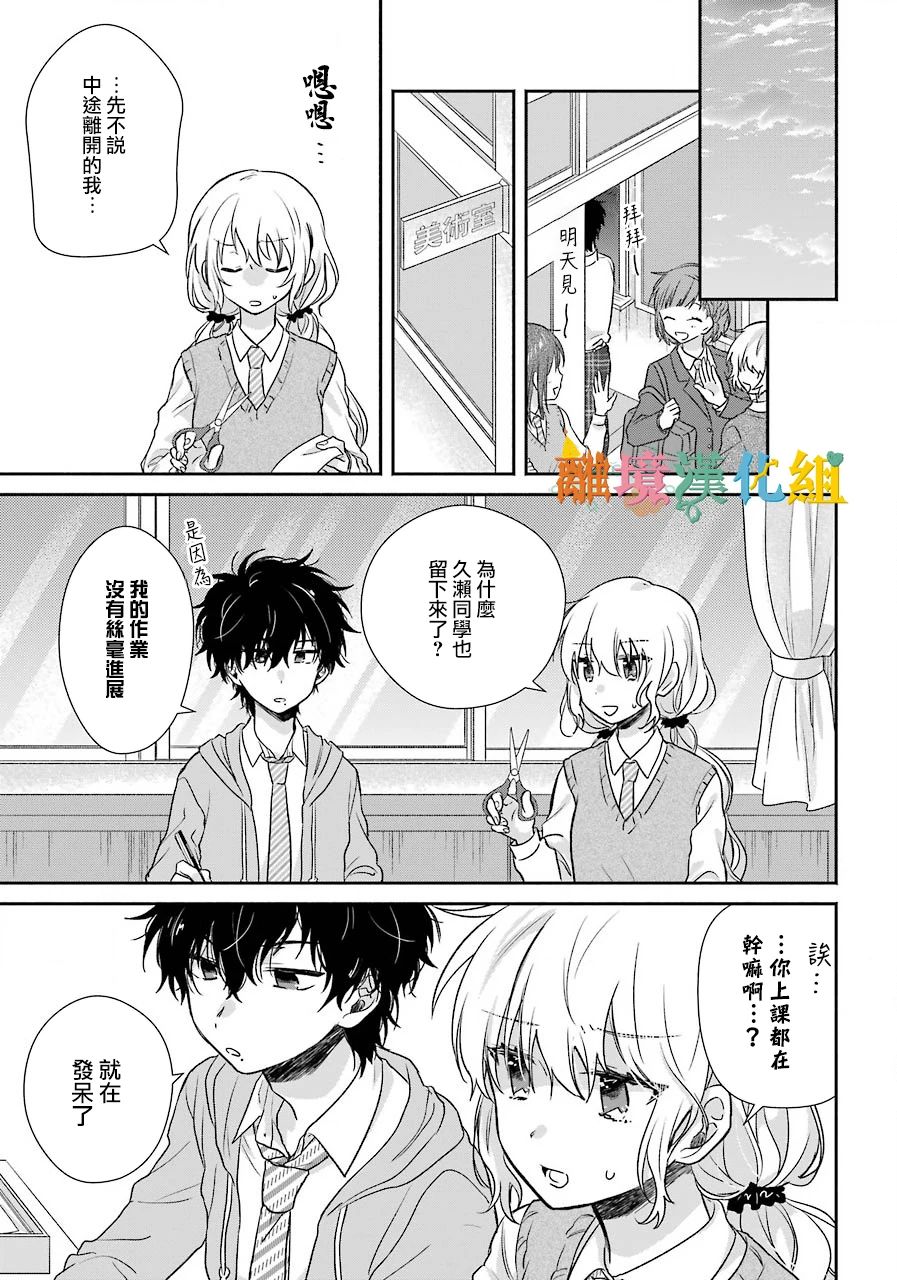 拜拜～
明天見～
美術室
嗯嗯…
…先不說
中途離開的我…
離境漢化組
為什麼
久瀨同學也
留下來了?
是因為
我的作業
沒有絲毫進展
誒…
…你上課都在
幹嘛啊…?
就在
發呆了